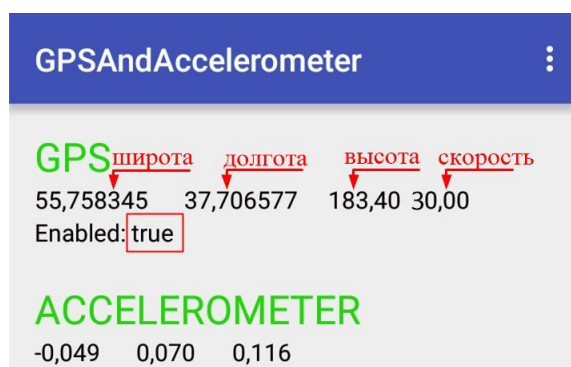 GPSAndAccelerometer
GPS широта долгота высота скорость
55,758345 37,706577 183,40 30,00
Enabled: true
ACCELEROMETER
-0,049 0,070 0,116